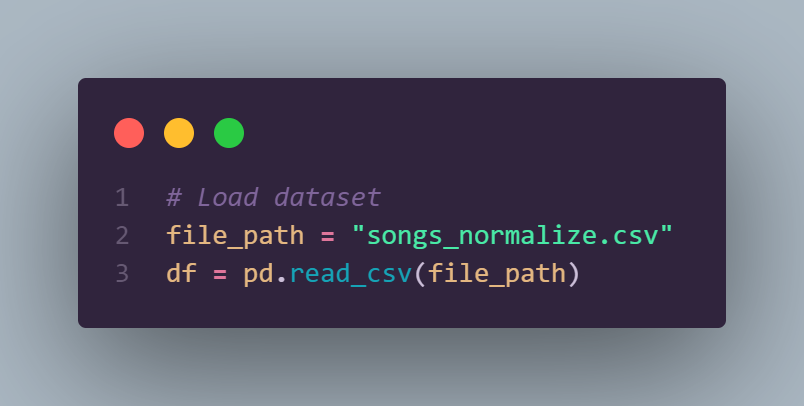 1 # Load dataset
2 file_path = "songs_normalize.csv"
3 df = pd.read_csv(file_path)